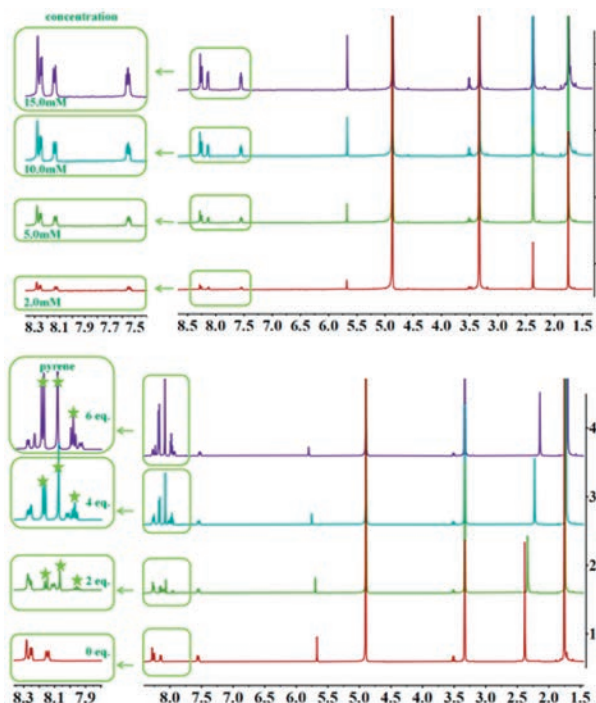 concentration
15.0mM
10.0mM
5.0mM
2.0mM
8.3 8.1 7.9 7.7 7.5
8.5 8.0 7.5 7.0 6.5 6.0 5.5 5.0 4.5 4.0 3.5 3.0 2.5 2.0 1.5
pyrene
6 eq.
4 eq.
2 eq.
0 eq.
4
3
2
1
8.3 8.1 7.9
8.0 7.5 7.0 6.5 6.0 5.5 5.0 4.5 4.0 3.5 3.0 2.5 2.0 1.5